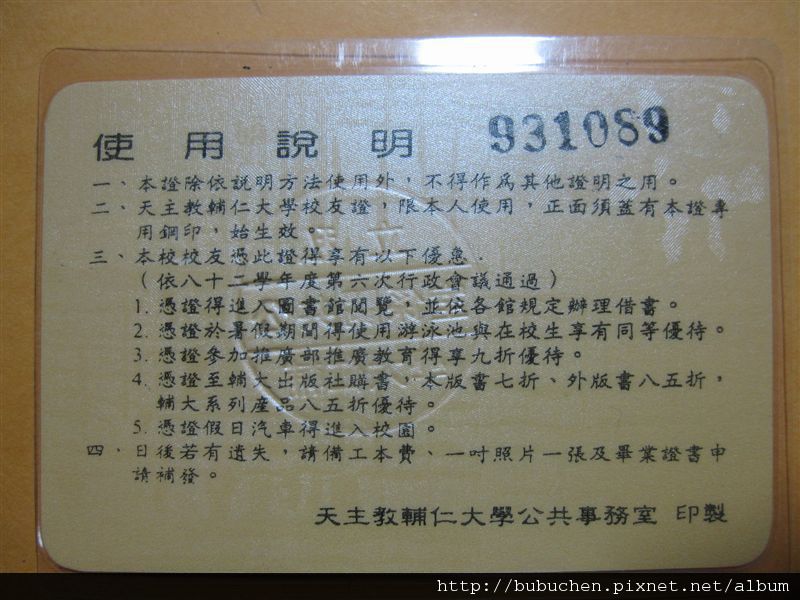 使用說明 931089
一、本證除依說明方法使用外，不得作為其他證明之用。
二、天主教輔仁大學校友證，限本人使用，正面須蓋有本證專
用鋼印，始生效。
三、本校校友憑此證得享有以下優惠．
（依八十二學年度第六次行政會議通過）
1. 憑證得進入圖書館閱覽，並依各館規定辦理借書。
2. 憑證於暑假期間得使用游泳池與在校生享有同等優待。
3. 憑證參加推廣部推廣教育得享九折優待。
4. 憑證至輔大出版社購書，本版書七折、外版書八五折，
輔大系列產品八五折優待。
5. 憑證假日汽車得進入校園。
四、日後若有遺失，請備工本費、一吋照片一張及畢業證書申
請補發。
天主教輔仁大學公共事務室 印製
http://bubuchen.pixnet.net/album